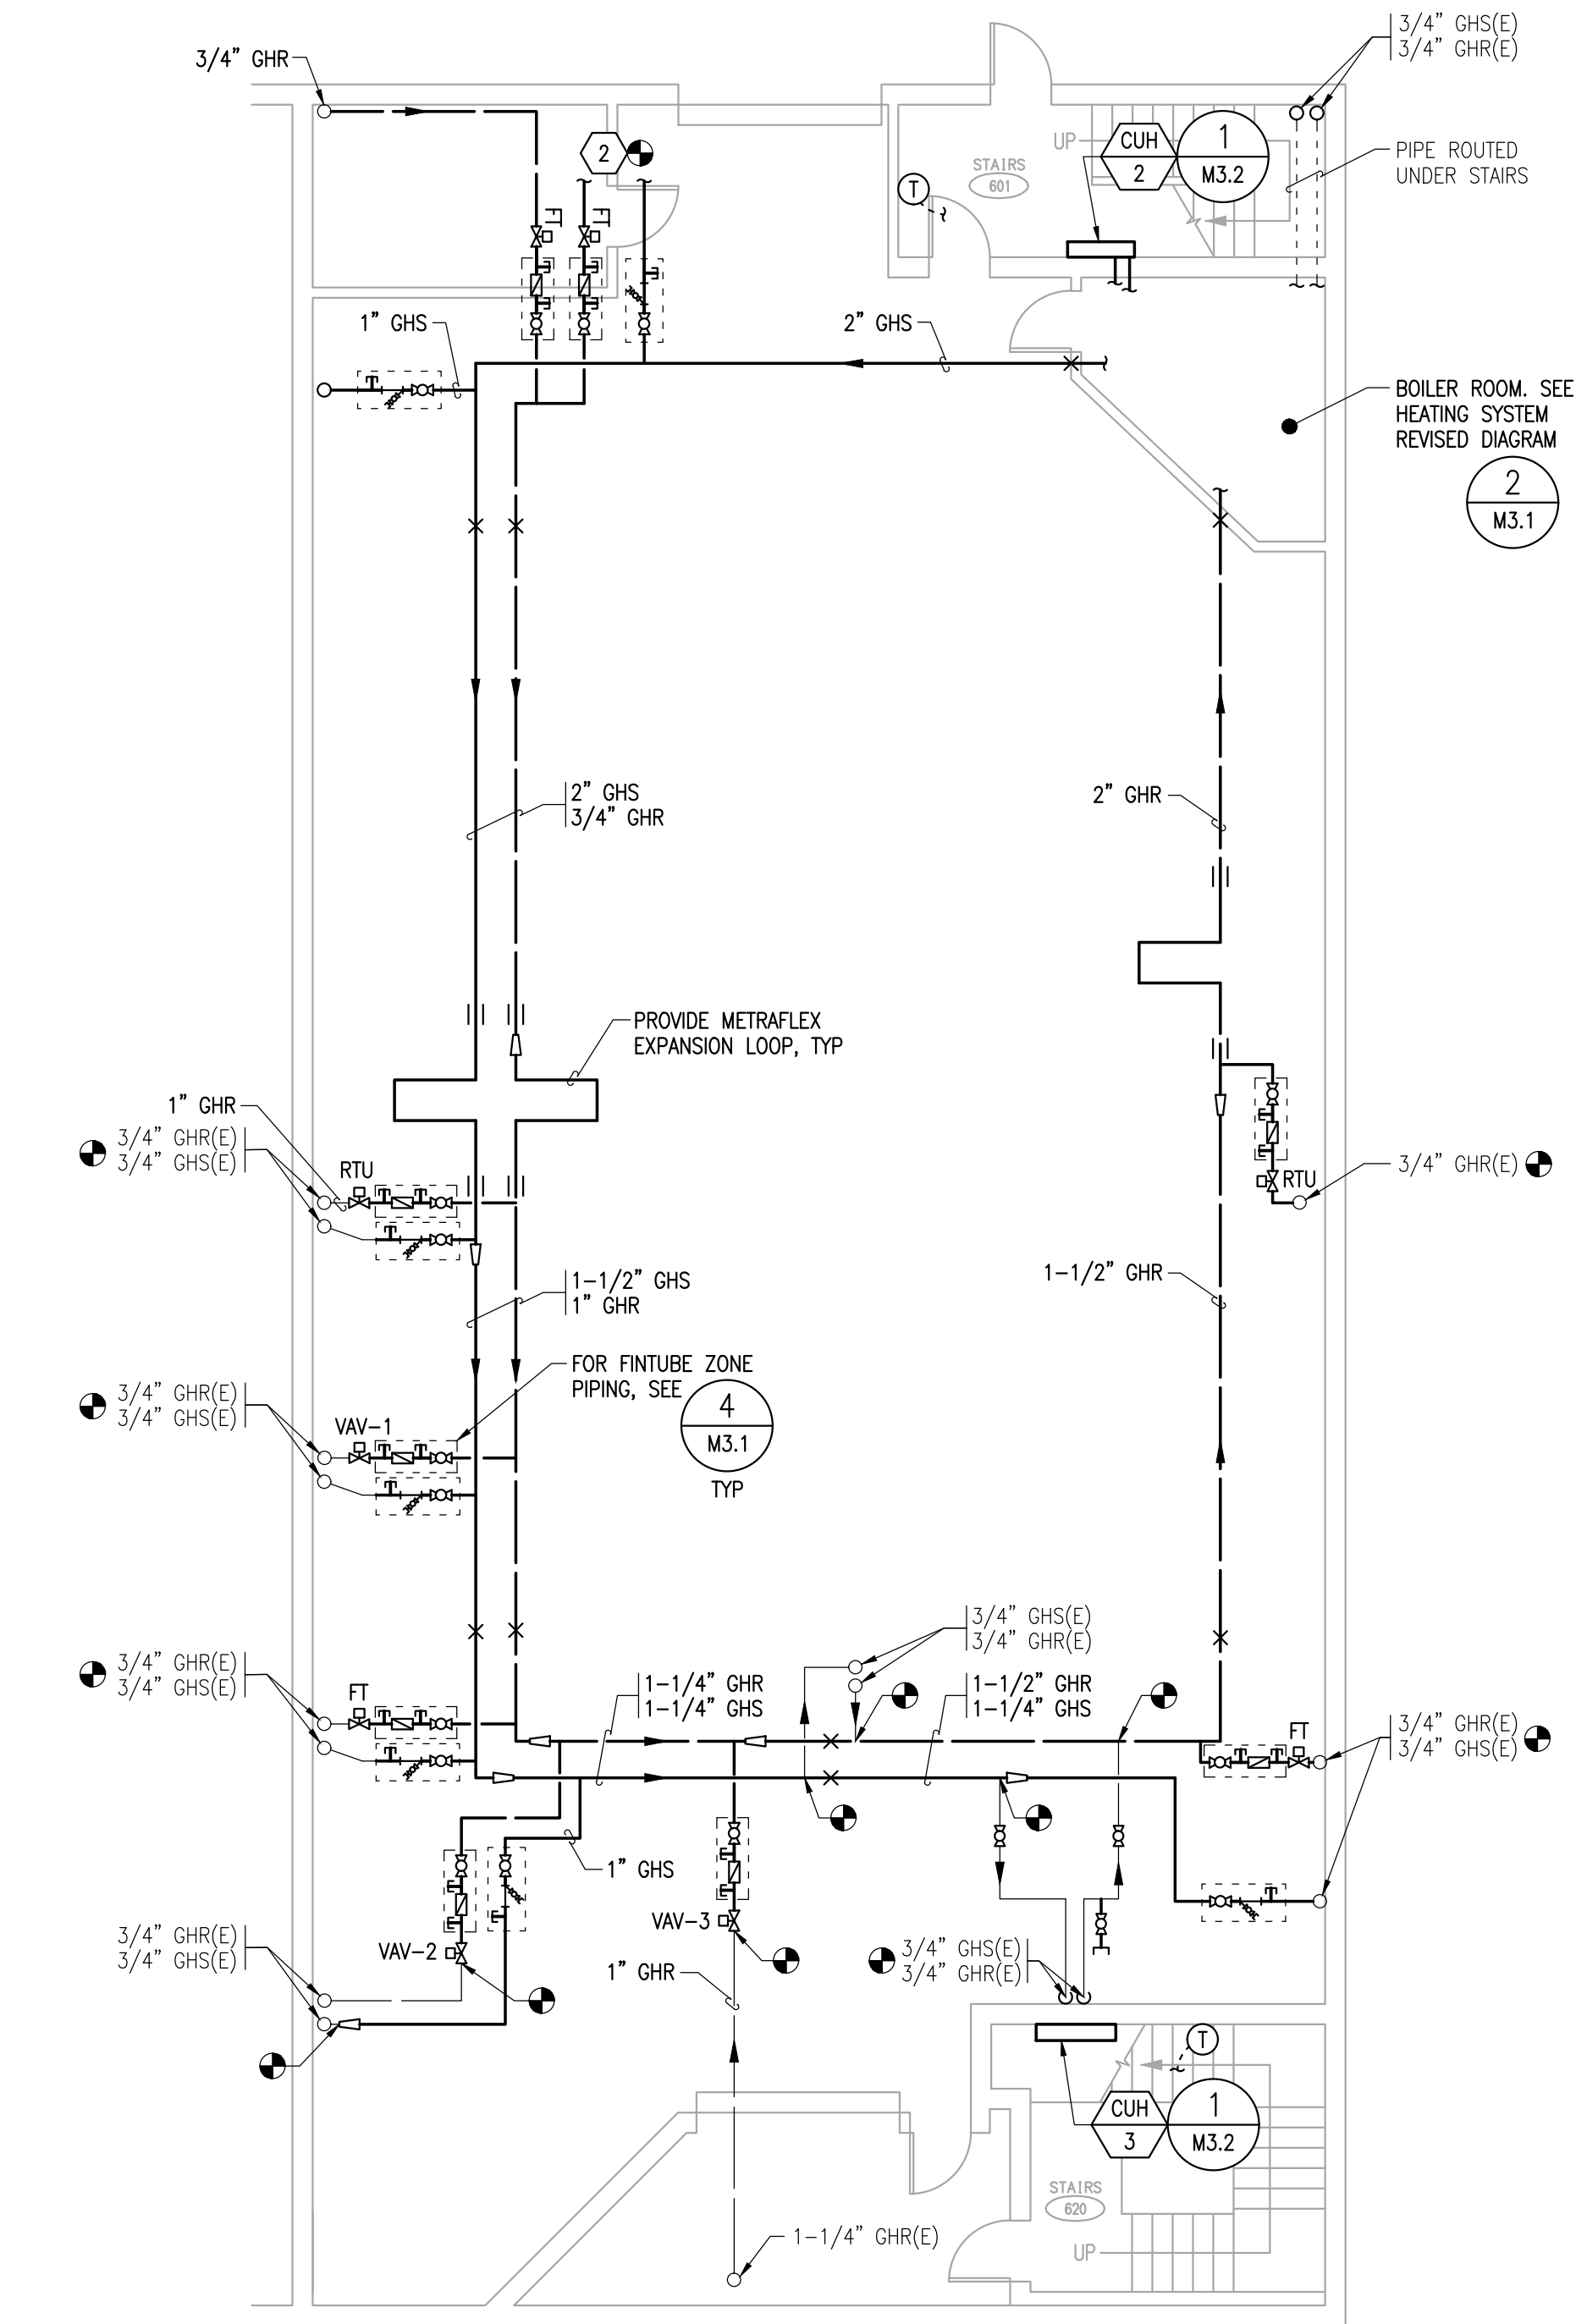 3/4" GHR
3/4" GHS(E)
3/4" GHR(E)
2
UP
CUH
2
1
M3.2
STAIRS
601
T
PIPE ROUTED
UNDER STAIRS
FT
FT
1" GHS
2" GHS
BOILER ROOM. SEE
HEATING SYSTEM
REVISED DIAGRAM
2
M3.1
2" GHS
3/4" GHR
2" GHR
PROVIDE METRAFLEX
EXPANSION LOOP, TYP
1" GHR
3/4" GHR(E)
3/4" GHS(E)
RTU
3/4" GHR(E)
RTU
1-1/2" GHS
1" GHR
1-1/2" GHR
FOR FINTUBE ZONE
PIPING, SEE
4
M3.1
TYP
3/4" GHR(E)
3/4" GHS(E)
VAV-1
3/4" GHS(E)
3/4" GHR(E)
3/4" GHR(E)
3/4" GHS(E)
FT
1-1/4" GHR
1-1/4" GHS
1-1/2" GHR
1-1/4" GHS
FT
3/4" GHR(E)
3/4" GHS(E)
1" GHS
VAV-3
VAV-2
3/4" GHR(E)
3/4" GHS(E)
1" GHR
3/4" GHS(E)
3/4" GHR(E)
T
CUH
3
1
M3.2
STAIRS
620
UP
1-1/4" GHR(E)